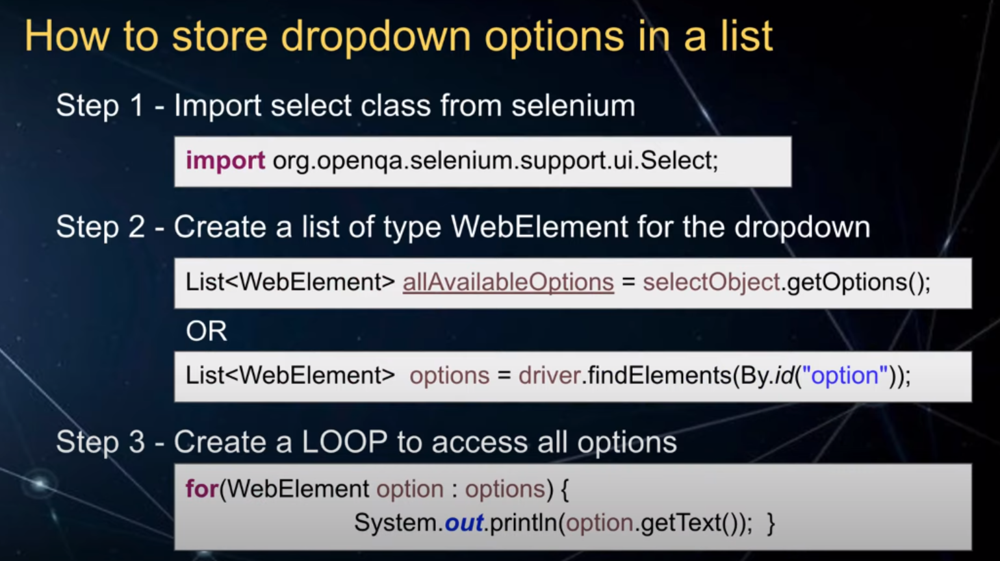 How to store dropdown options in a list
Step 1 - Import select class from selenium
import org.openqa.selenium.support.ui.Select;
Step 2 - Create a list of type WebElement for the dropdown
List<WebElement> allAvailableOptions = selectObject.getOptions();
OR
List<WebElement> options = driver.findElements(By.id("option"));
Step 3 - Create a LOOP to access all options
for(WebElement option : options) {
System.out.println(option.getText()); }